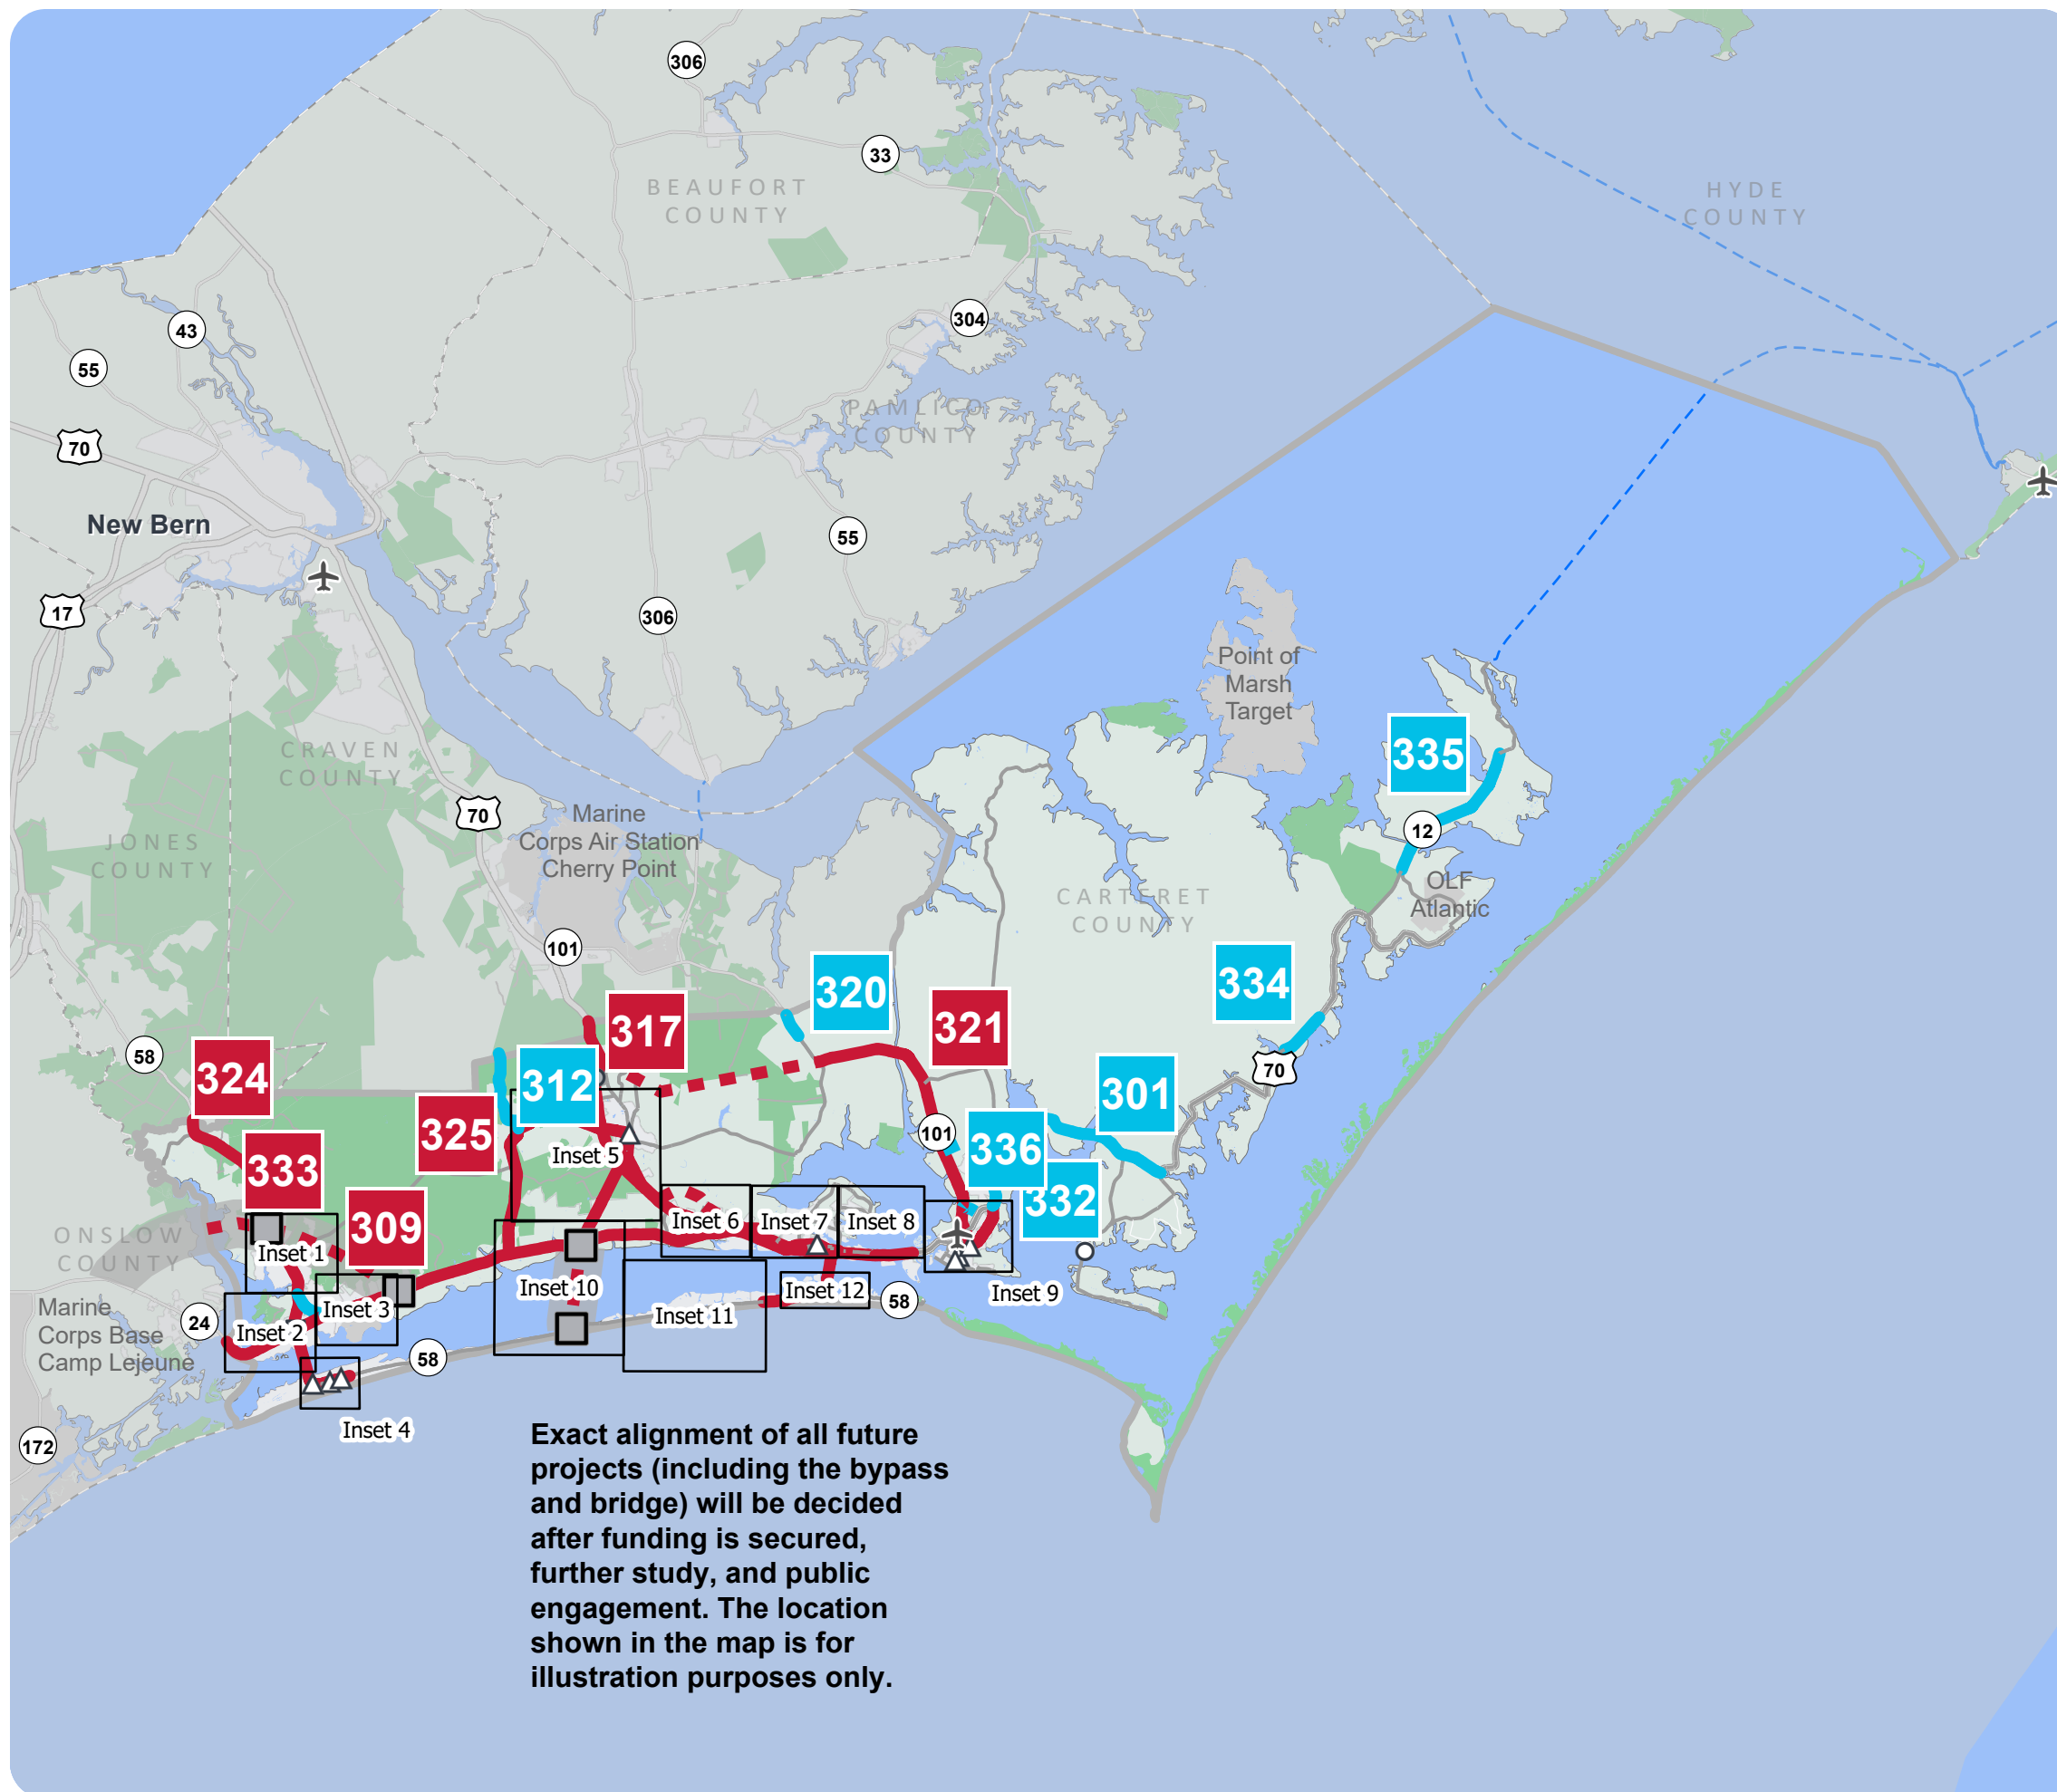 306
33
BEAUFORT
COUNTY
HYDE
COUNTY
43
304
55
PAMLICO
COUNTY
70
New Bern
55
17
306
Point of
Marsh
Target
335
CRAVEN
COUNTY
70
Marine
Corps Air Station
Cherry Point
12
JONES
COUNTY
OLF
Atlantic
CARTERET
COUNTY
101
334
320
317
321
58
324
312
301
70
325
101
336
333
Inset 5
332
309
Inset 6
Inset 7
Inset 8
ONSLOW
COUNTY
Inset 1
Inset 10
Inset 12
Inset 9
58
Marine
Corps Base
Camp Lejeune
24
Inset 3
Inset 11
Inset 2
58
Inset 4
172
Exact alignment of all future
projects (including the bypass
and bridge) will be decided
after funding is secured,
further study, and public
engagement. The location
shown in the map is for
illustration purposes only.